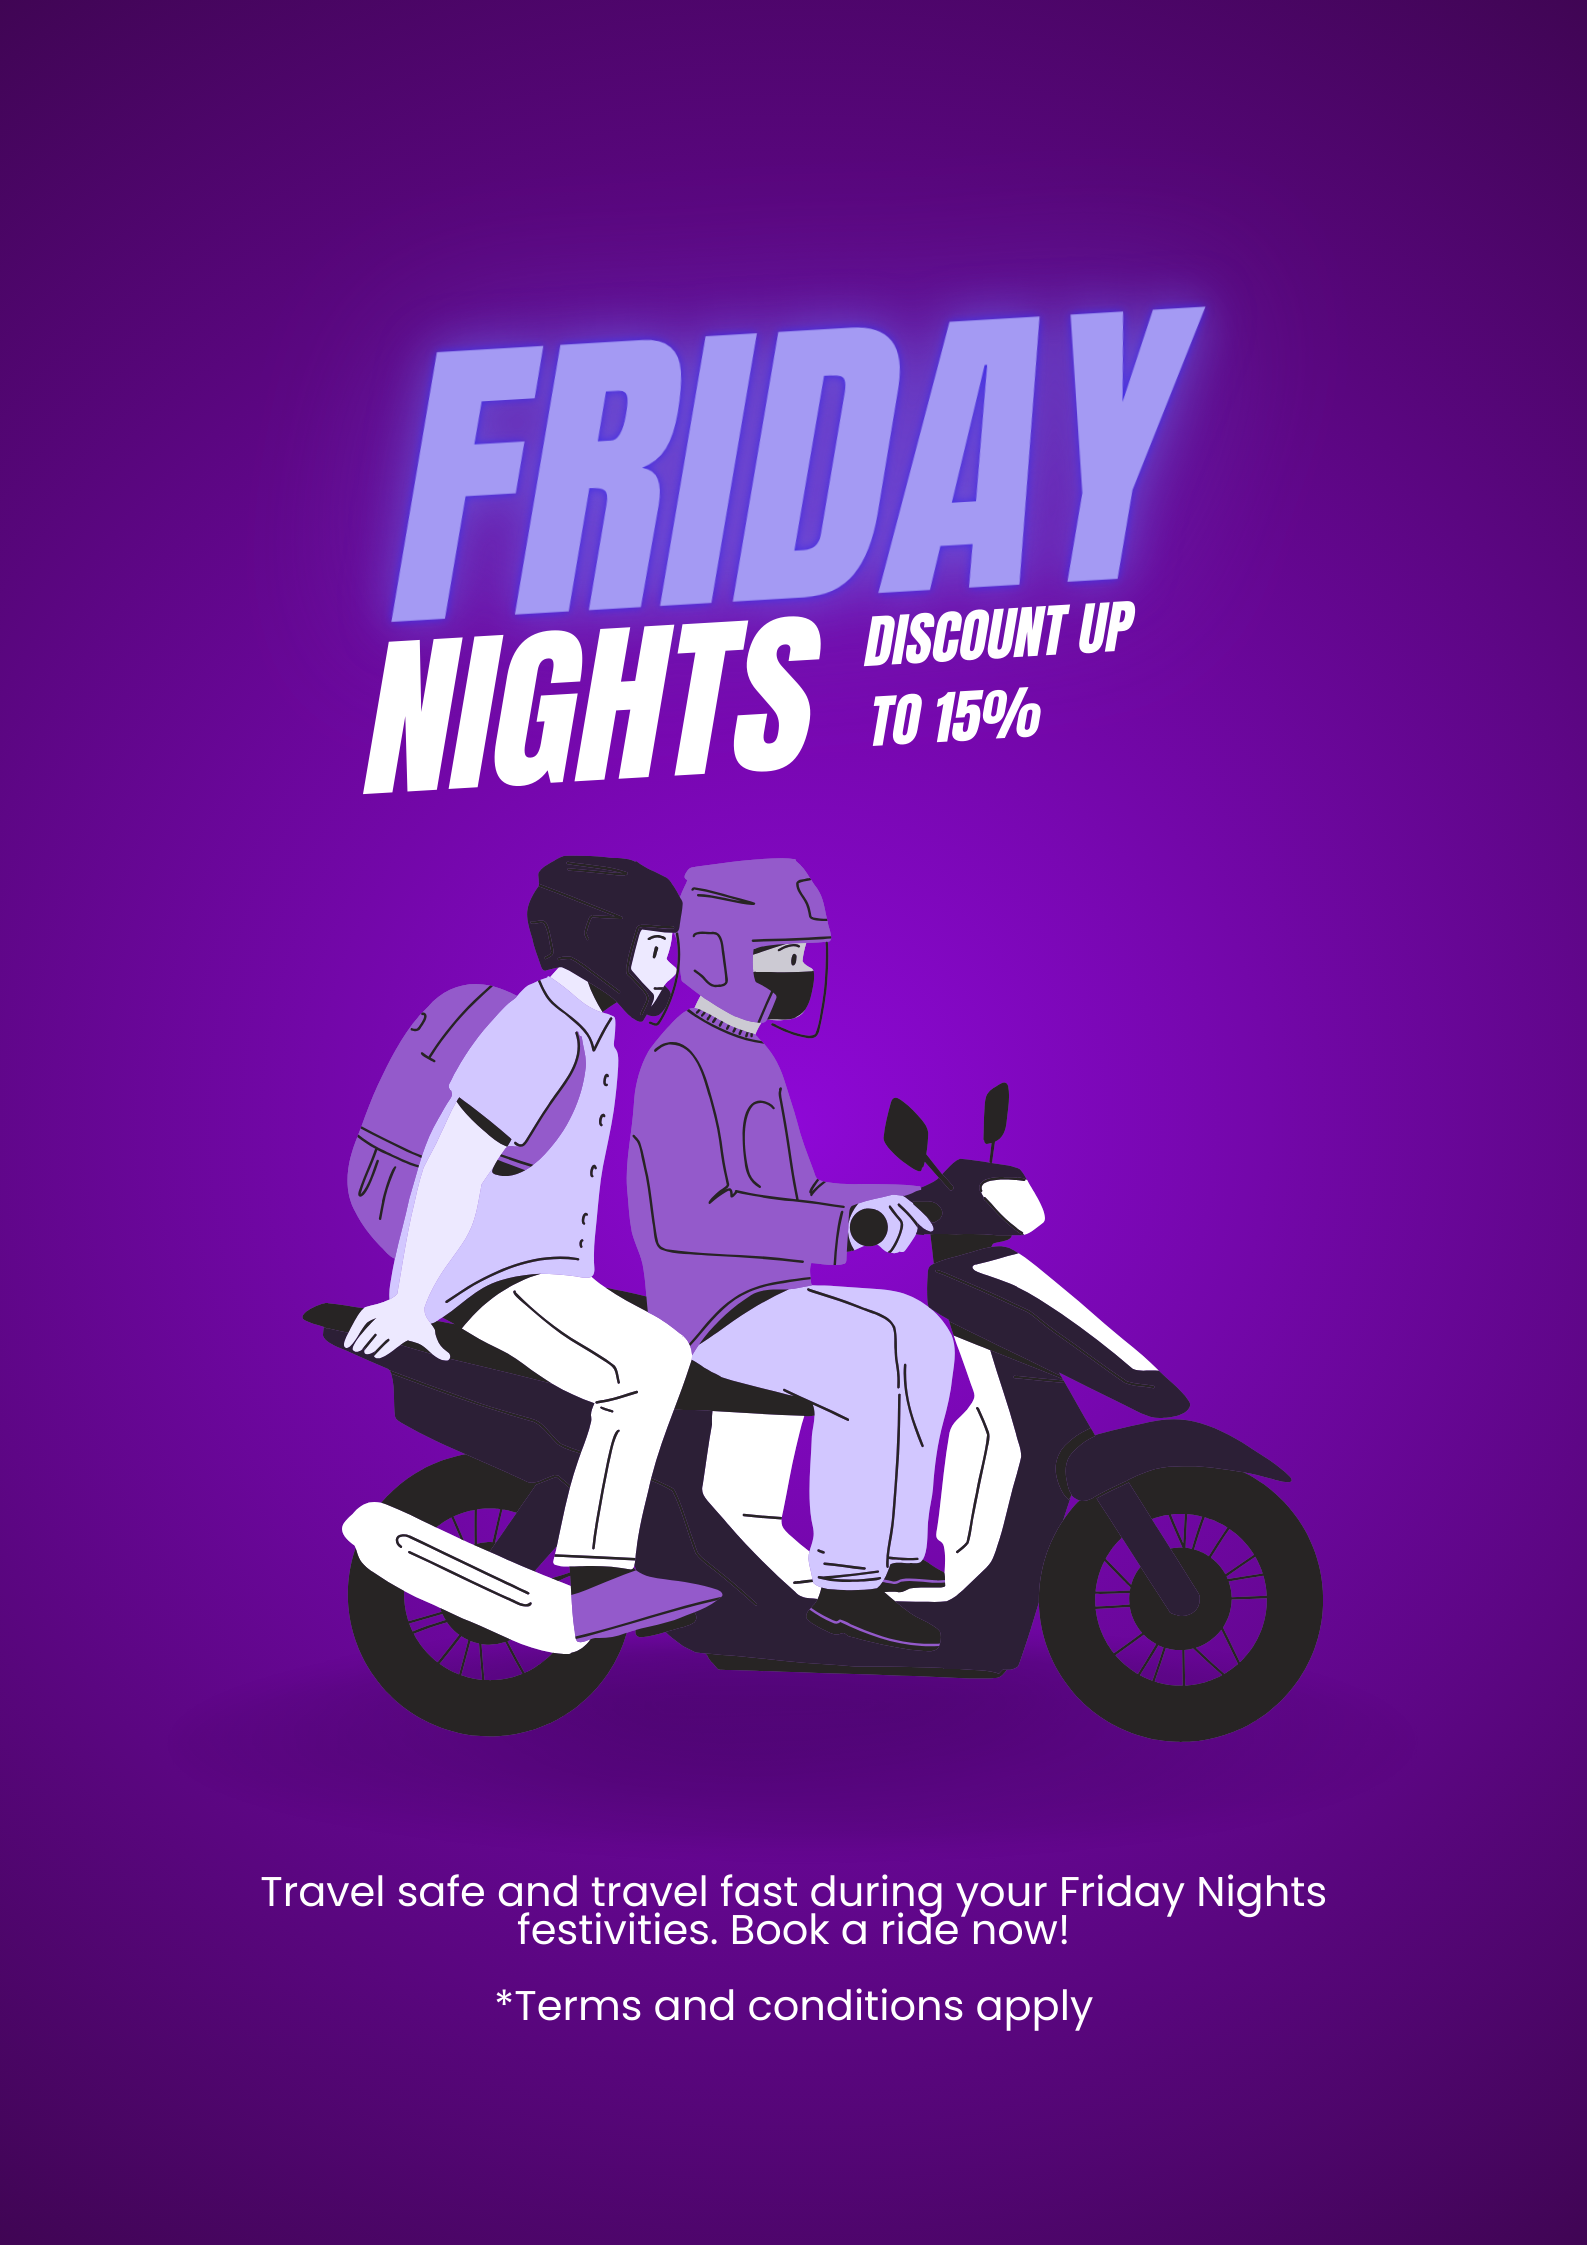 FRIDAY
NIGHTS
DISCOUNT UP
TO 15%
Travel safe and travel fast during your Friday Nights
festivities. Book a ride now!
*Terms and conditions apply